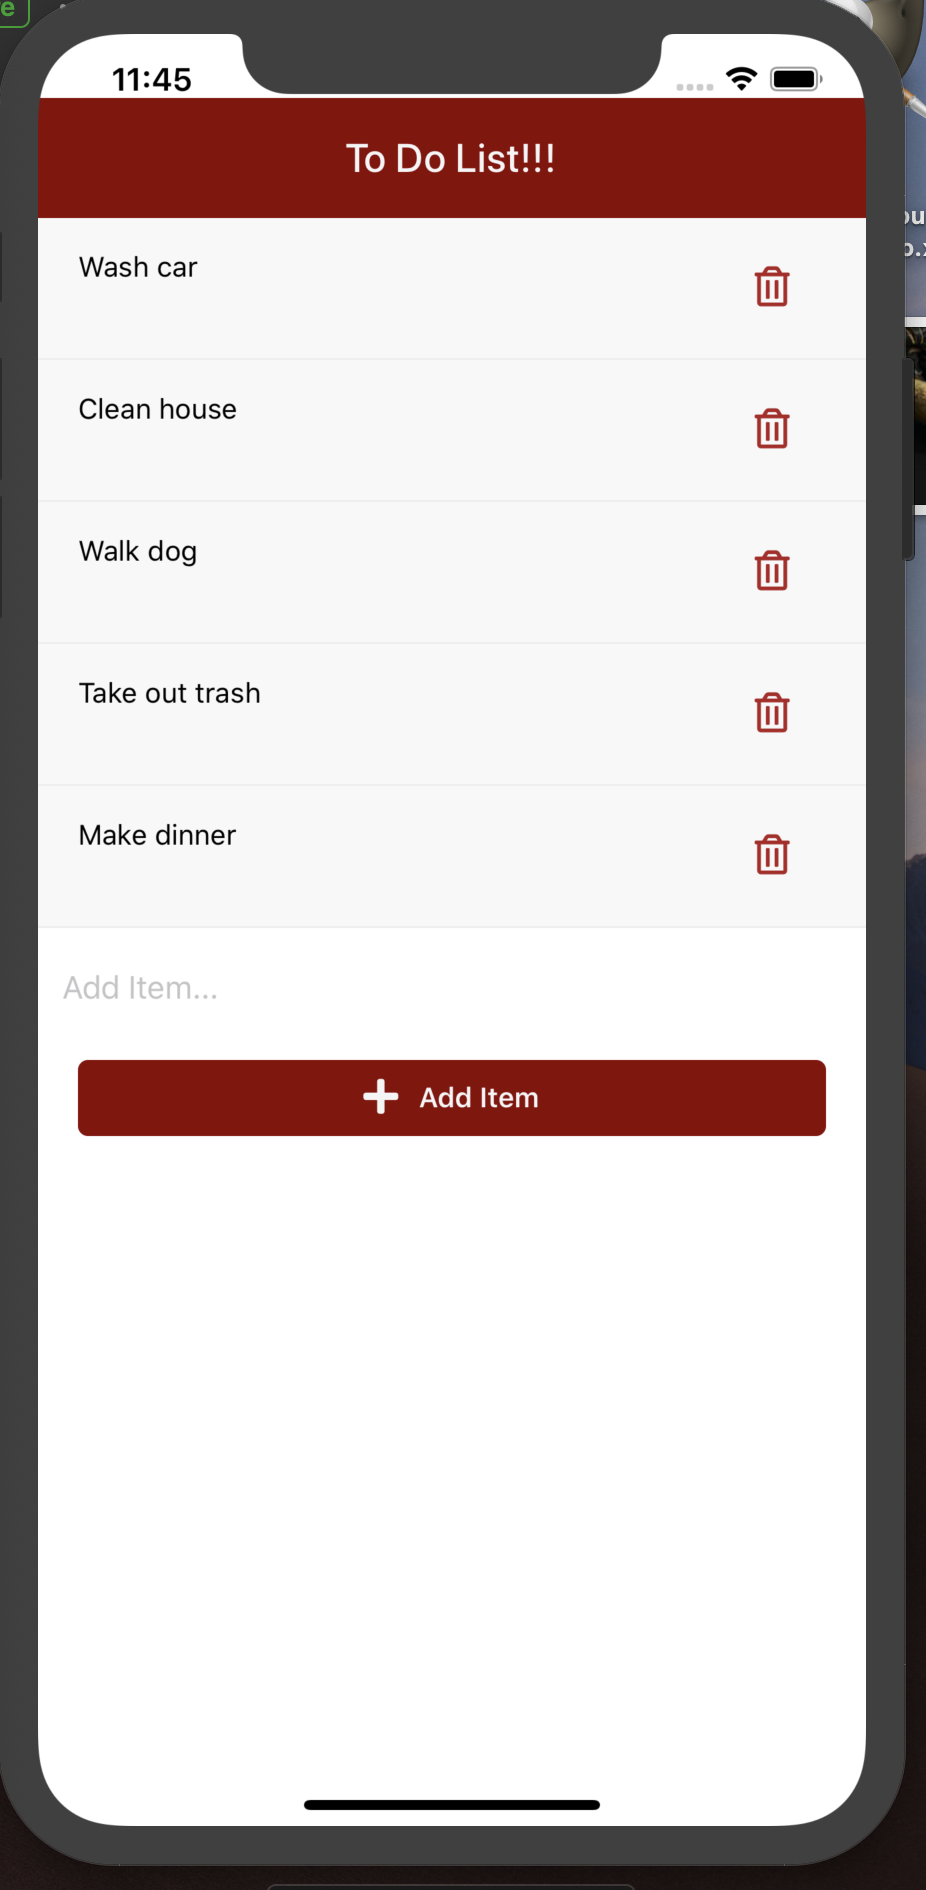 11:45
To Do List!!!
Wash car
Clean house
Walk dog
Take out trash
Make dinner
Add Item...
Add Item